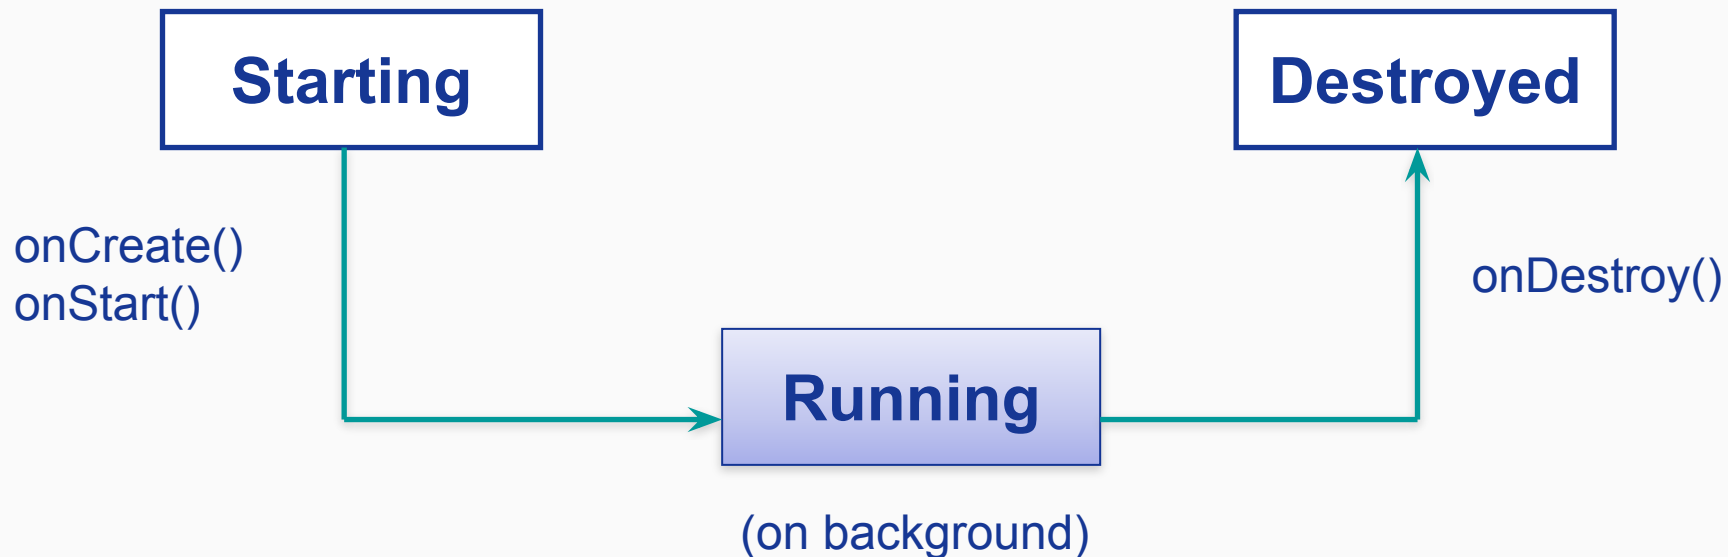 Starting
Destroyed
onCreate()
onStart()
onDestroy()
Running
(on background)